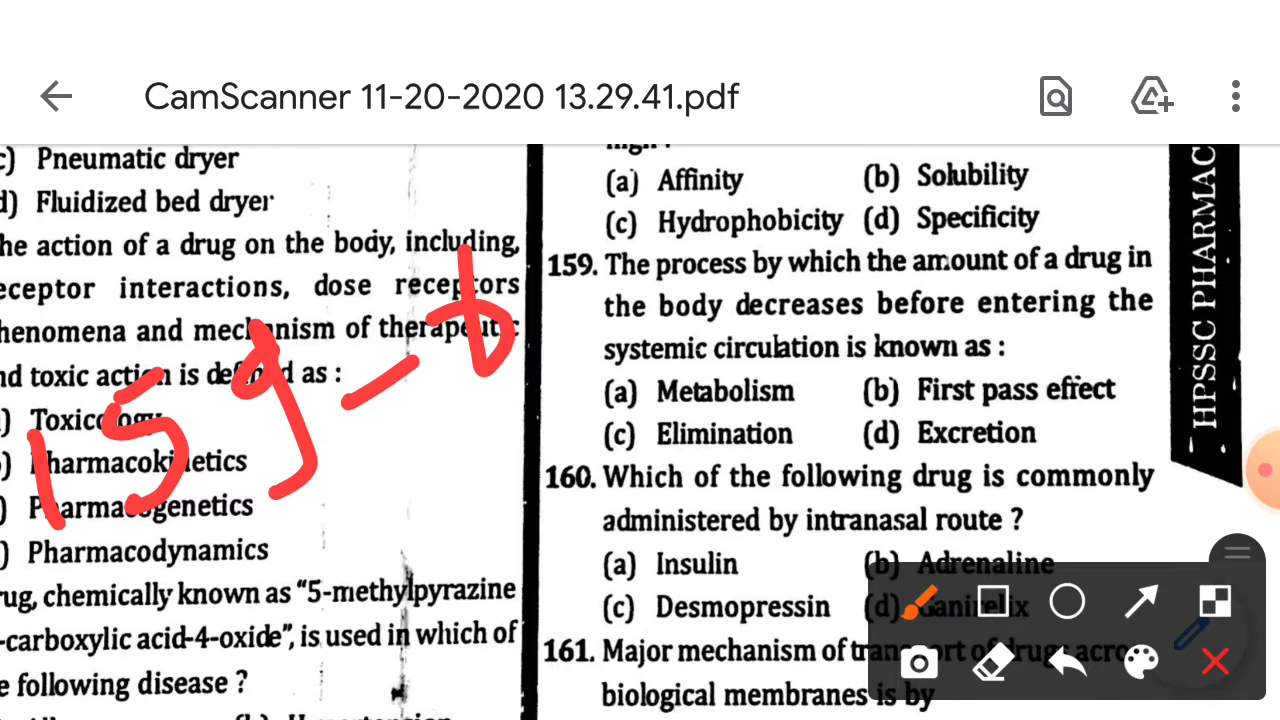 CamScanner 11-20-2020 13.29.41.pdf
c) Pneumatic dryer
d) Fluidized bed dryer
he action of a drug on the body, including,
eceptor interactions, dose receptors
henomena and mechanism of therapeutic
nd toxic action is defined as :
) Toxicology
) Pharmacokinetics
) Pharmacogenetics
) Pharmacodynamics
rug, chemically known as "5-methylpyrazine
-carboxylic acid-4-oxide", is used in which of
e following disease ?
159 – b
(a) Affinity (b) Solubility
(c) Hydrophobicity (d) Specificity
159. The process by which the amount of a drug in
the body decreases before entering the
systemic circulation is known as :
(a) Metabolism (b) First pass effect
(c) Elimination (d) Excretion
160. Which of the following drug is commonly
administered by intranasal route ?
(a) Insulin (b) Adrenaline
(c) Desmopressin (d) Ganirelix
161. Major mechanism of transport of drugs acro
biological membranes is by
HPSSC PHARMAC